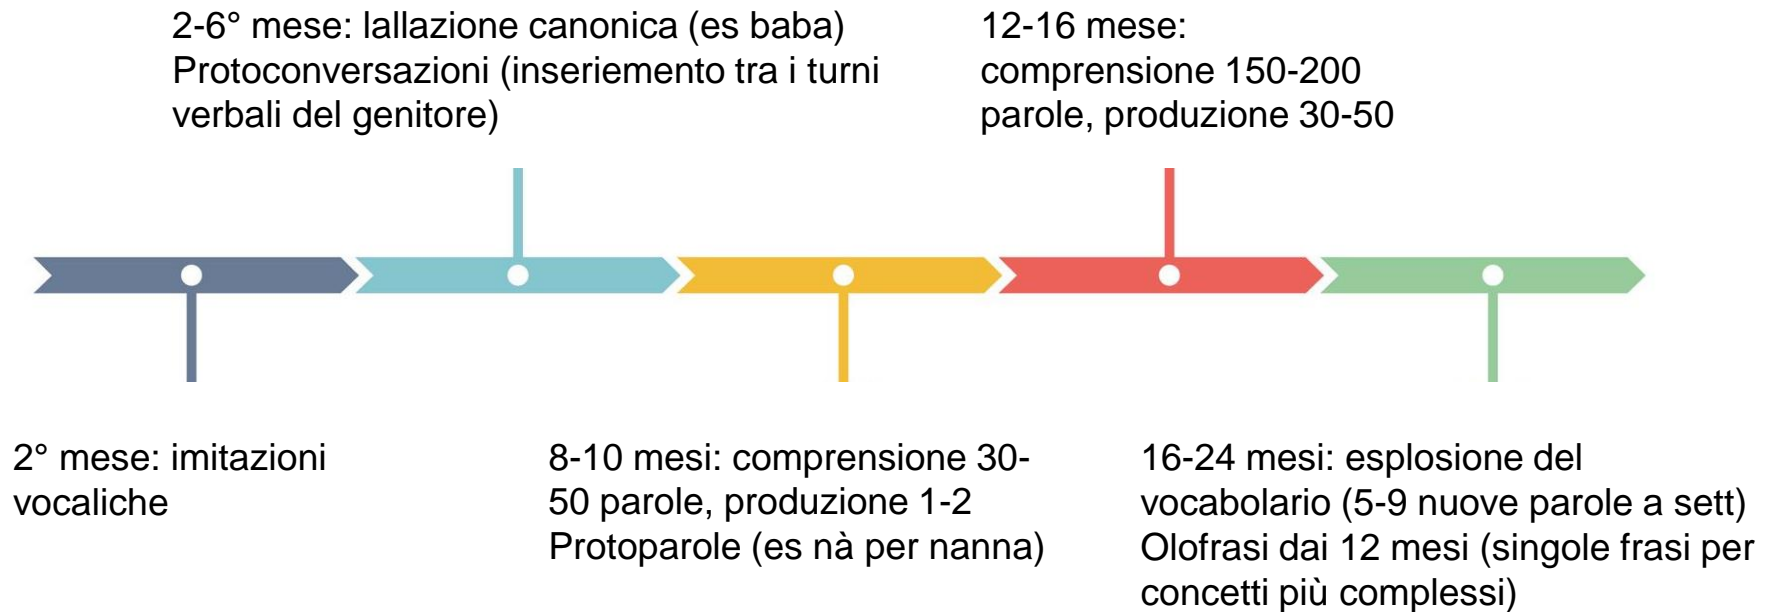 2-6° mese: lallazione canonica (es baba)
Protoconversazioni (inseriemento tra i turni
verbali del genitore)
12-16 mese:
comprensione 150-200
parole, produzione 30-50
2° mese: imitazioni
vocaliche
8-10 mesi: comprensione 30-
50 parole, produzione 1-2
Protoparole (es nà per nanna)
16-24 mesi: esplosione del
vocabolario (5-9 nuove parole a sett)
Olofrasi dai 12 mesi (singole frasi per
concetti più complessi)